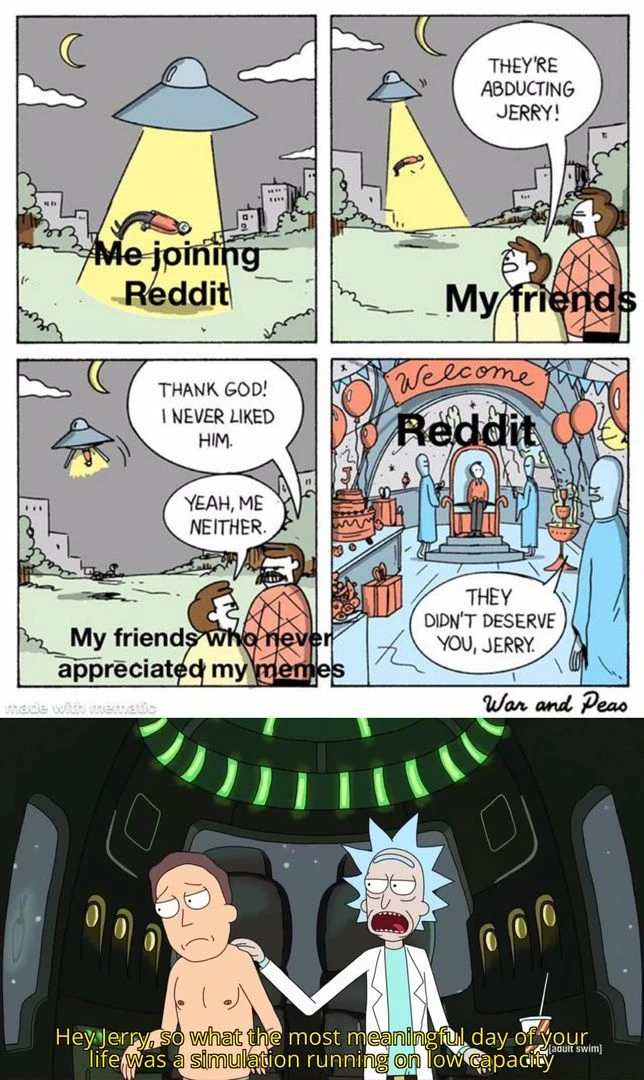 THEY'RE
ABDUCTING
JERRY!
Me joining
Reddit
My friends
THANK GOD!
I NEVER LIKED
HIM.
YEAH, ME
NEITHER.
My friends who never
appreciated my memes
Welcome
Reddit
J
THEY
DIDN'T DESERVE
YOU, JERRY.
made with mematic
War and Peas
Hey Jerry, so what the most meaningful day of your
life was a simulation running on low capacity
[adult swim]